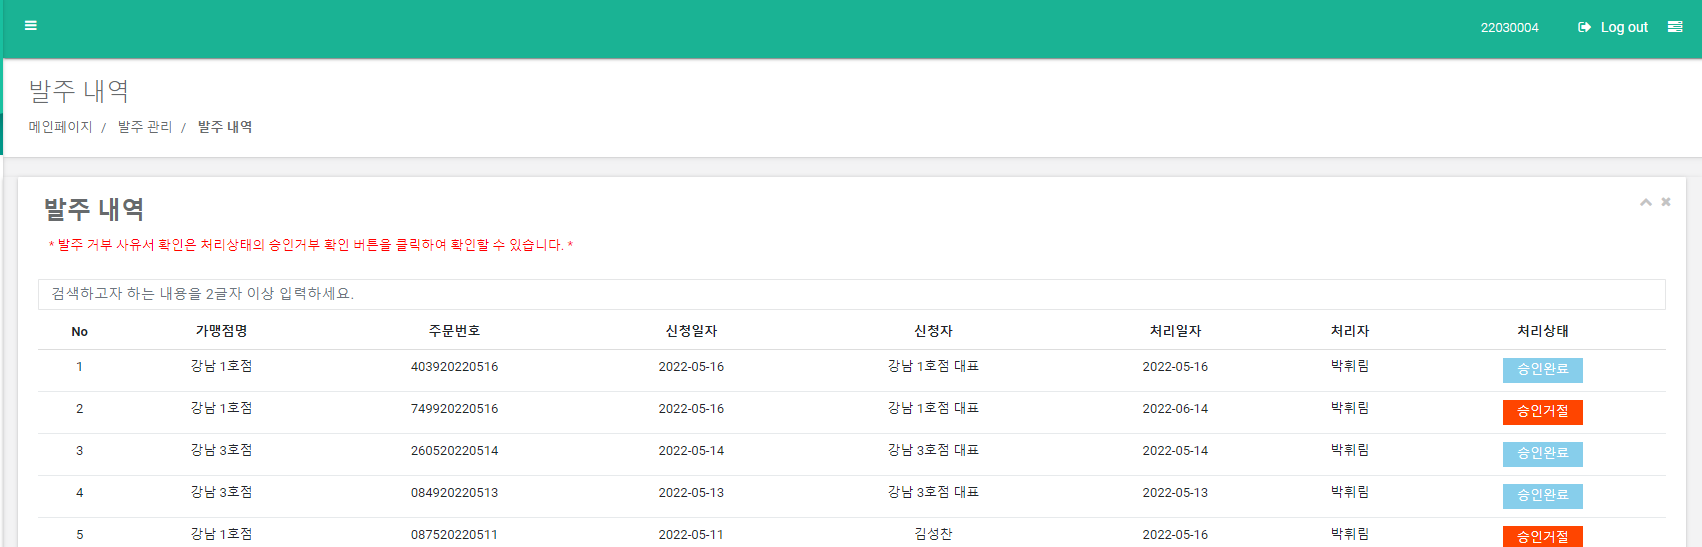 22030004 Log out
발주 내역
메인페이지 / 발주 관리 / 발주 내역
발주 내역
* 발주 거부 사유서 확인은 처리상태의 승인거부 확인 버튼을 클릭하여 확인할 수 있습니다. *
검색하고자 하는 내용을 2글자 이상 입력하세요.
No 가맹점명 주문번호 신청일자 신청자 처리일자 처리자 처리상태
1 강남 1호점 403920220516 2022-05-16 강남 1호점 대표 2022-05-16 박휘림 승인완료
2 강남 1호점 749920220516 2022-05-16 강남 1호점 대표 2022-06-14 박휘림 승인거절
3 강남 3호점 260520220514 2022-05-14 강남 3호점 대표 2022-05-14 박휘림 승인완료
4 강남 3호점 084920220513 2022-05-13 강남 3호점 대표 2022-05-13 박휘림 승인완료
5 강남 1호점 087520220511 2022-05-11 김성찬 2022-05-16 박휘림 승인거절